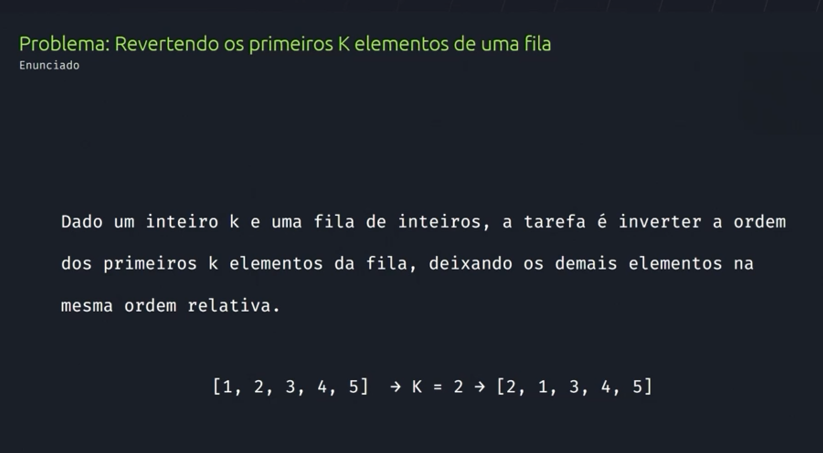 Problema: Revertendo os primeiros K elementos de uma fila
Enunciado
Dado um inteiro k e uma fila de inteiros, a tarefa é inverter a ordem
dos primeiros k elementos da fila, deixando os demais elementos na
mesma ordem relativa.
[1, 2, 3, 4, 5] → K = 2 → [2, 1, 3, 4, 5]